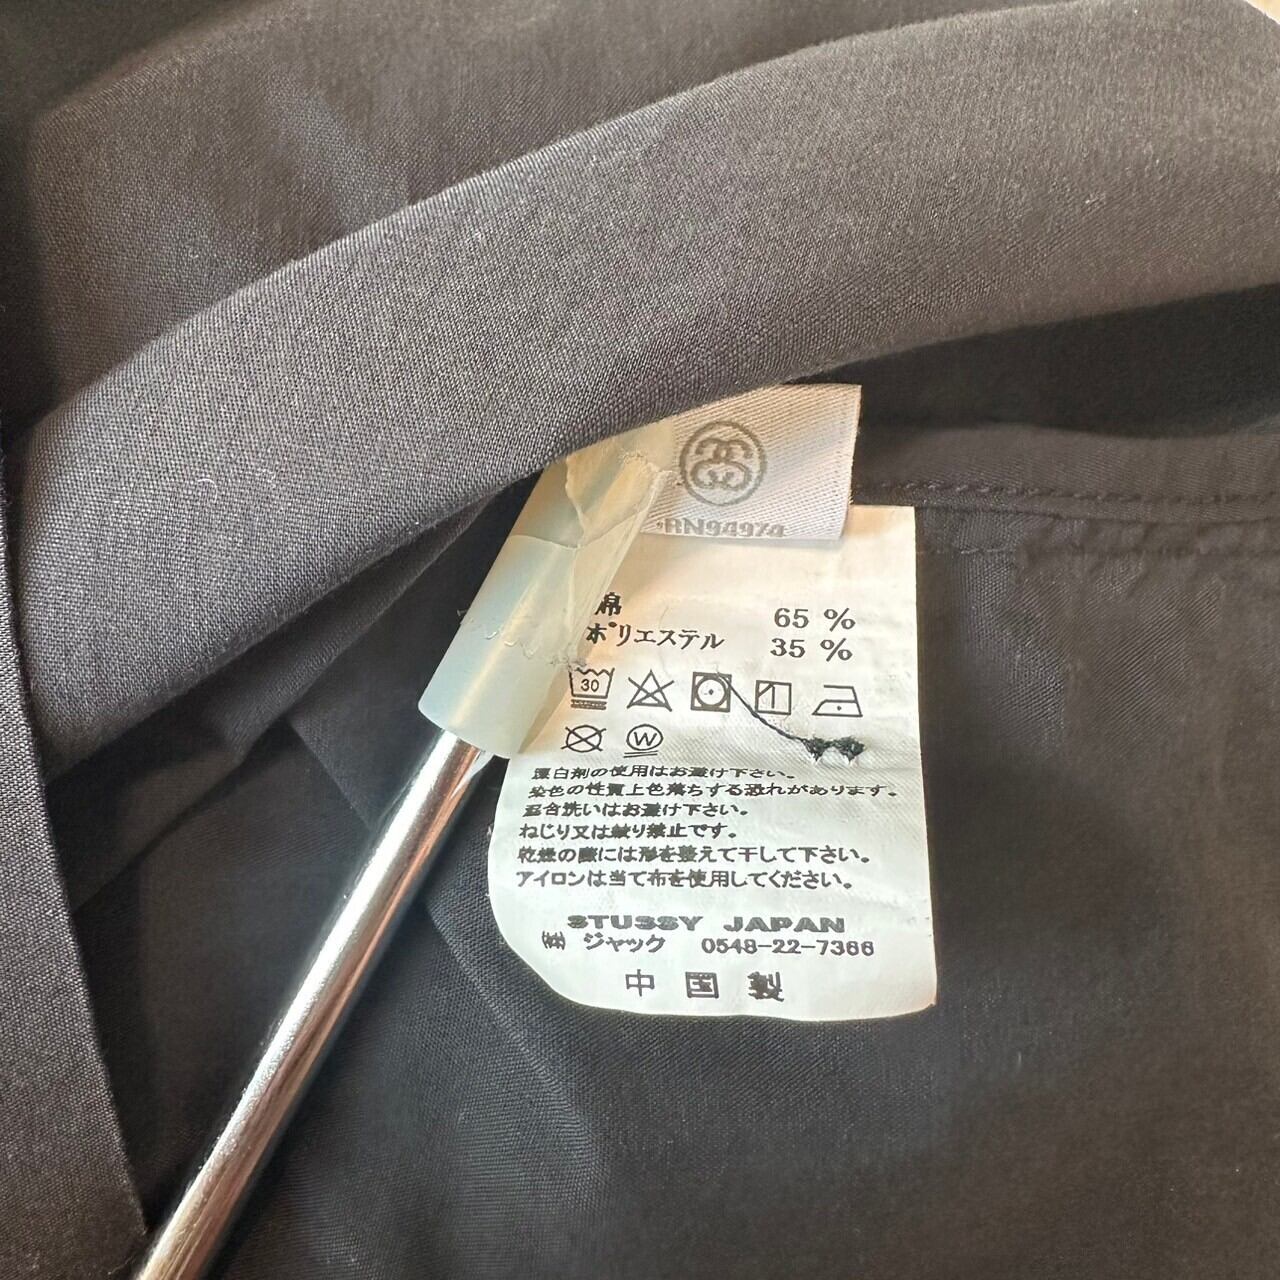 RN94974
綿 65 %
ポリエステル 35 %
30
W
漂白剤の使用はお避け下さい。
染色の性質上色落ちする恐れがあります。
混合洗いはお避け下さい。
ねじり又は絞り禁止です。
乾燥の際には形を整えて干して下さい。
アイロンは当て布を使用してください。
STUSSY JAPAN
㈱ ジャック 0548-22-7366
中国製